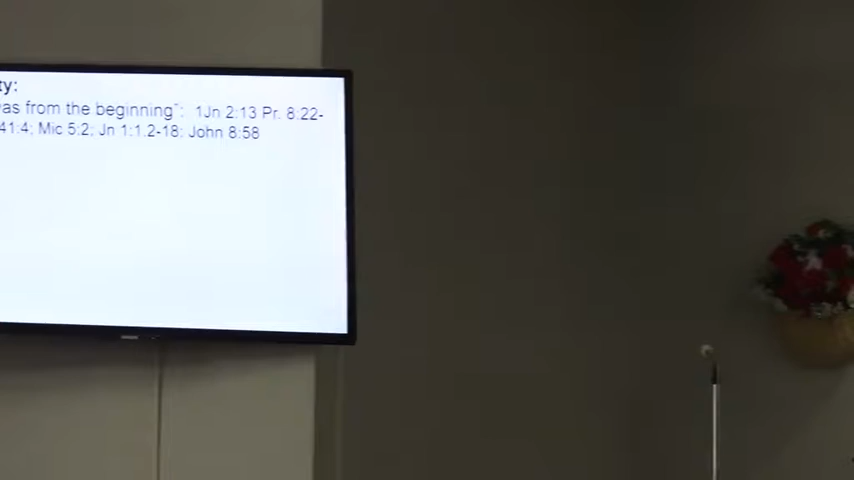 ty:
as from the beginning": 1Jn 2:13 Pr. 8:22-
41:4; Mic 5:2; Jn 1:1.2-18; John 8:58